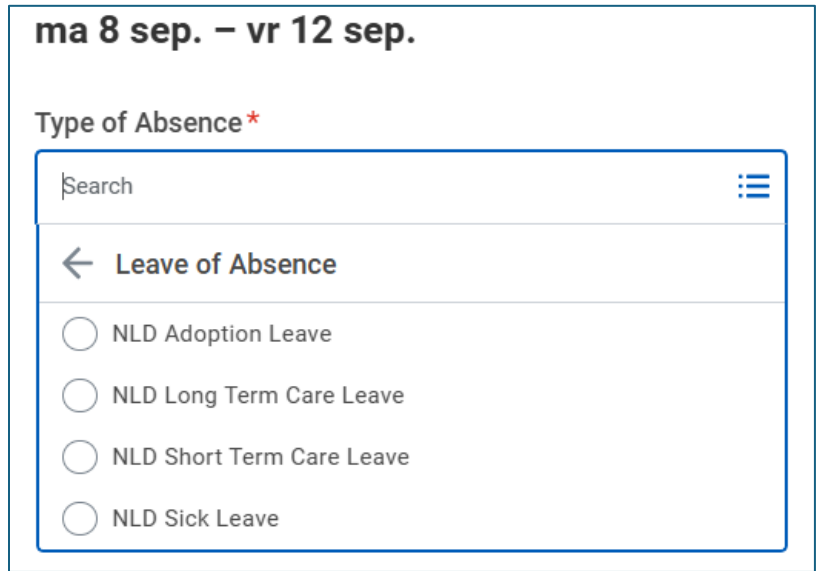 ma 8 sep. – vr 12 sep.
Type of Absence*
Search
Leave of Absence
NLD Adoption Leave
NLD Long Term Care Leave
NLD Short Term Care Leave
NLD Sick Leave